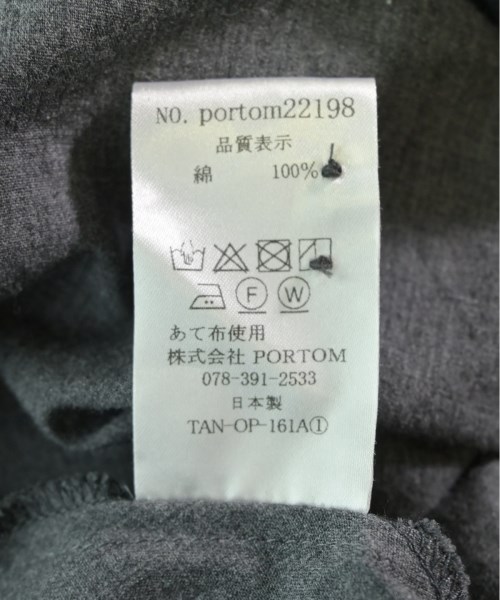 NO. portom22198
品質表示
綿 100%
F W
あて布使用
株式会社 PORTOM
078-391-2533
日本製
TAN-OP-161A①